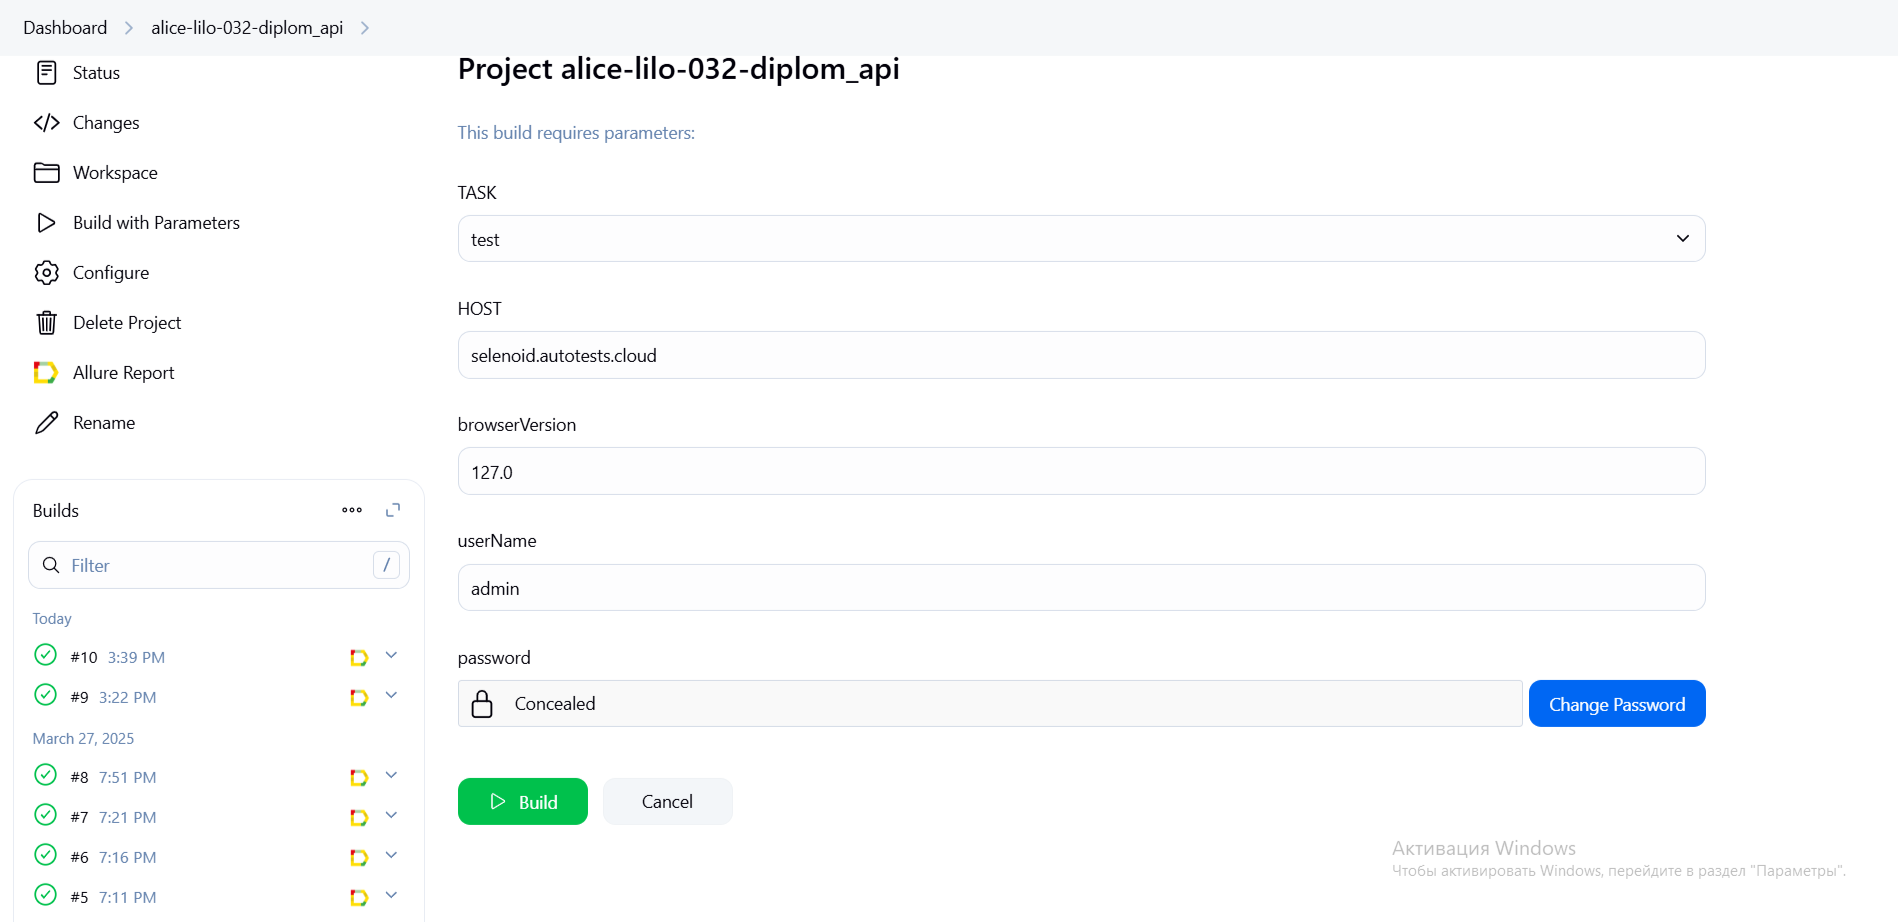 Dashboard
alice-lilo-032-diplom_api
Status
Changes
Workspace
Build with Parameters
Configure
Delete Project
Allure Report
Rename
Builds
Filter
/
Today
#10 3:39 PM
#9 3:22 PM
March 27, 2025
#8 7:51 PM
#7 7:21 PM
#6 7:16 PM
#5 7:11 PM
Project alice-lilo-032-diplom_api
This build requires parameters:
TASK
test
HOST
selenoid.autotests.cloud
browserVersion
127.0
userName
admin
password
Concealed
Change Password
Build
Cancel
Активация Windows
Чтобы активировать Windows, перейдите в раздел "Параметры".